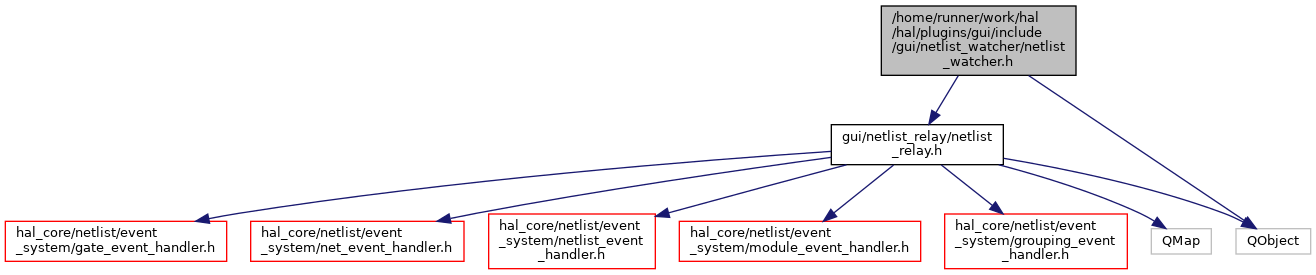 /home/runner/work/hal
/hal/plugins/gui/include
/gui/netlist_watcher/netlist
_watcher.h
gui/netlist_relay/netlist
_relay.h
hal_core/netlist/event
_system/gate_event_handler.h
hal_core/netlist/event
_system/net_event_handler.h
hal_core/netlist/event
_system/netlist_event
_handler.h
hal_core/netlist/event
_system/module_event_handler.h
hal_core/netlist/event
_system/grouping_event
_handler.h
QMap
QObject